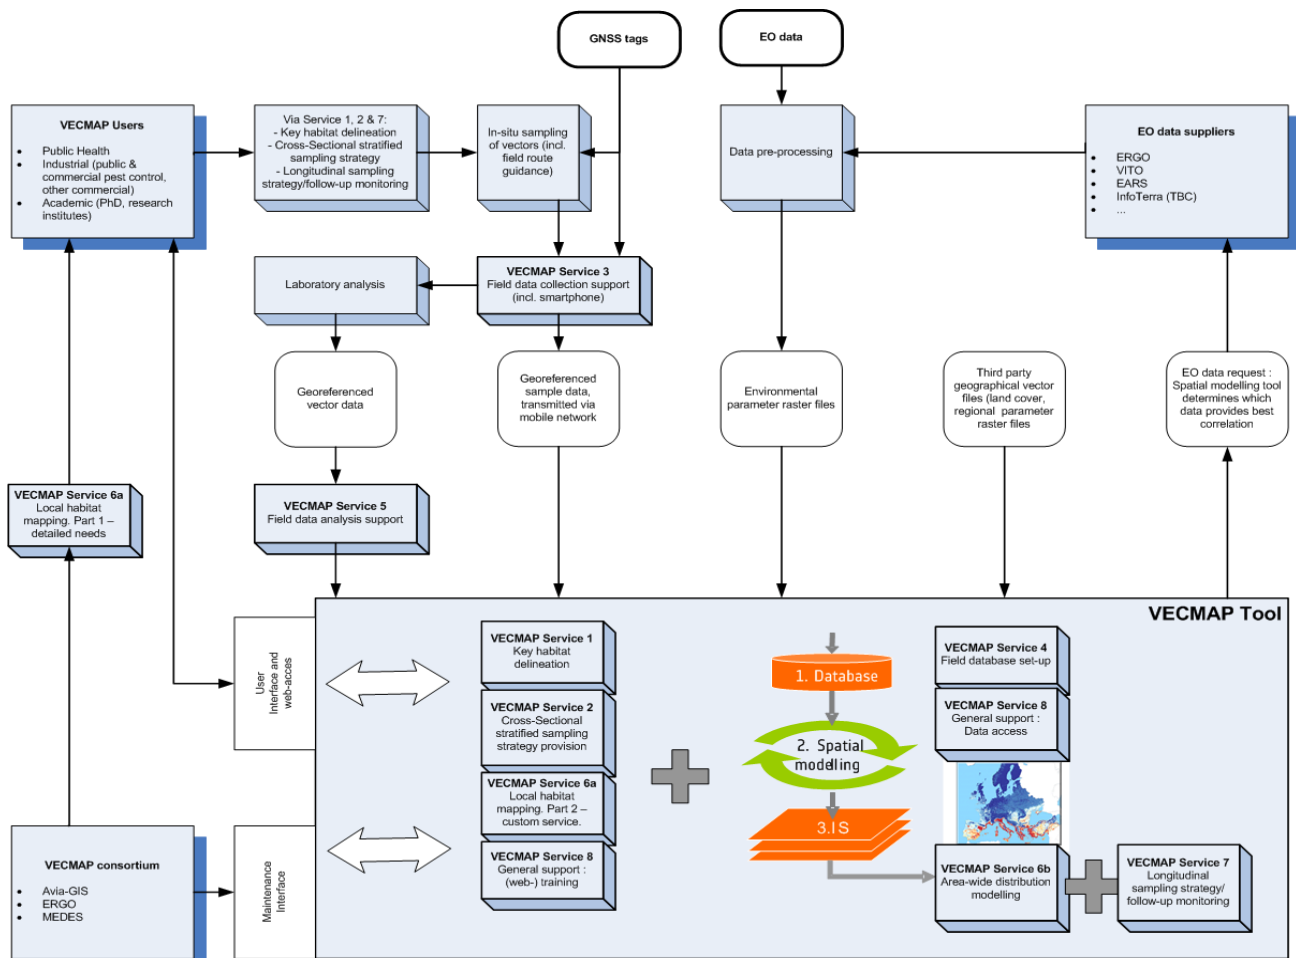 GNSS tags
EO data
VECMAP Users
• Public Health
• Industrial (public &
commercial pest control,
other commercial)
• Academic (PhD, research
institutes)
Via Service 1, 2 & 7:
- Key habitat delineation
- Cross-Sectional stratified
sampling strategy
- Longitudinal sampling
strategy/follow-up monitoring
In-situ sampling
of vectors (incl.
field route
guidance)
Data pre-processing
EO data suppliers
• ERGO
• VITO
• EARS
• InfoTerra (TBC)
• ...
Laboratory analysis
VECMAP Service 3
Field data collection support
(incl. smartphone)
Georeferenced
vector data
Georeferenced
sample data,
transmitted via
mobile network
Environmental
parameter raster files
Third party
geographical vector
files (land cover,
regional parameter
raster files
EO data request :
Spatial modelling tool
determines which
data provides best
correlation
VECMAP Service 6a
Local habitat
mapping. Part 1 –
detailed needs
VECMAP Service 5
Field data analysis support
VECMAP Tool
User
Interface and
web-acces
VECMAP Service 1
Key habitat
delineation
VECMAP Service 2
Cross-Sectional
stratified sampling
strategy provision
VECMAP Service 6a
Local habitat
mapping. Part 2 –
custom service.
VECMAP Service 8
General support :
(web-) training
1. Database
2. Spatial
modelling
3.IS
VECMAP Service 4
Field database set-up
VECMAP Service 8
General support :
Data access
VECMAP Service 6b
Area-wide distribution
modelling
VECMAP Service 7
Longitudinal
sampling strategy/
follow-up monitoring
VECMAP consortium
• Avia-GIS
• ERGO
• MEDES
Maintenance
Interface